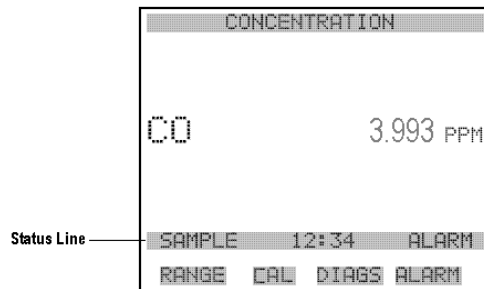 CONCENTRATION
CO 3.993 PPM
Status Line
SAMPLE 12:34 ALARM
RANGE CAL DIAGS ALARM